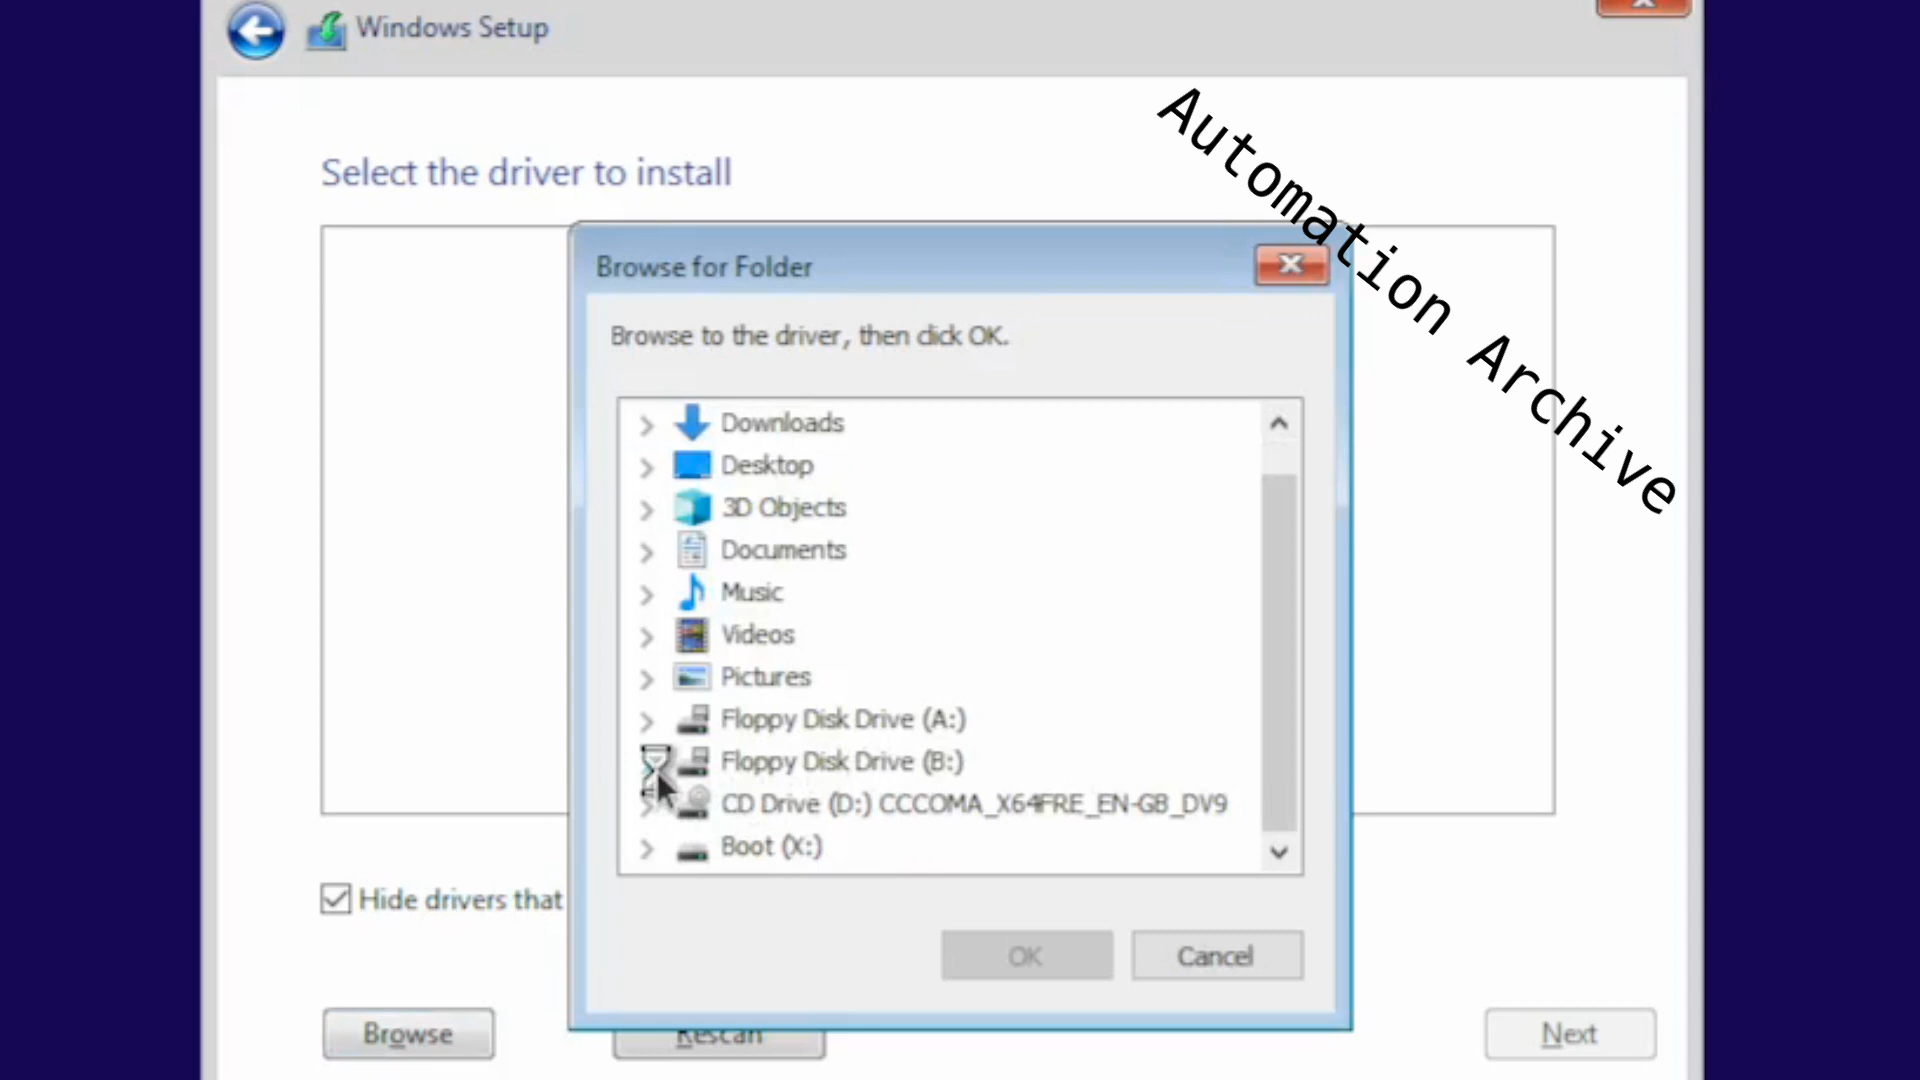 Windows Setup
Automation Archive
Select the driver to install
Browse for Folder
Browse to the driver, then click OK.
Downloads
Desktop
3D Objects
Documents
Music
Videos
Pictures
Floppy Disk Drive (A:)
Floppy Disk Drive (B:)
CD Drive (D:) CCCOMA_X64FRE_EN-GB_DV9
Boot (X:)
Hide drivers that
OK
Cancel
Browse
Rescan
Next